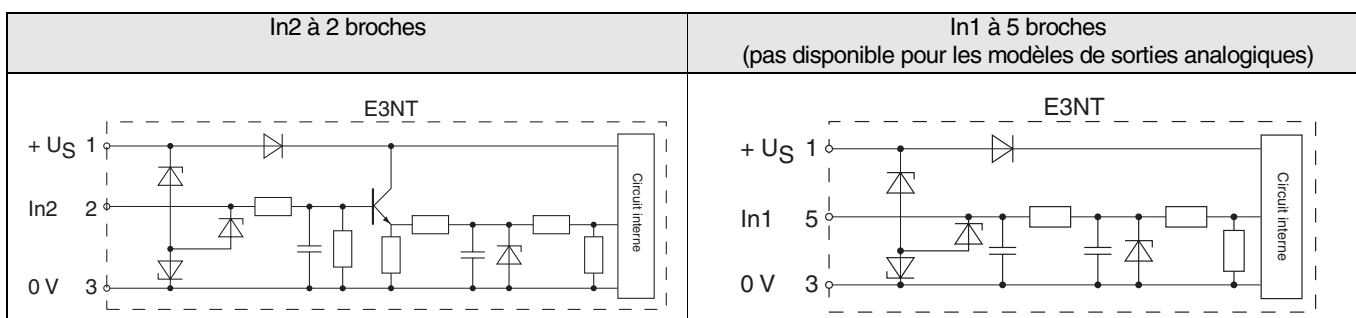 In2 à 2 broches
In1 à 5 broches
(pas disponible pour les modèles de sorties analogiques)
E3NT
+ US 1
In2 2
0 V 3
Circuit interne
E3NT
+ US 1
In1 5
0 V 3
Circuit interne